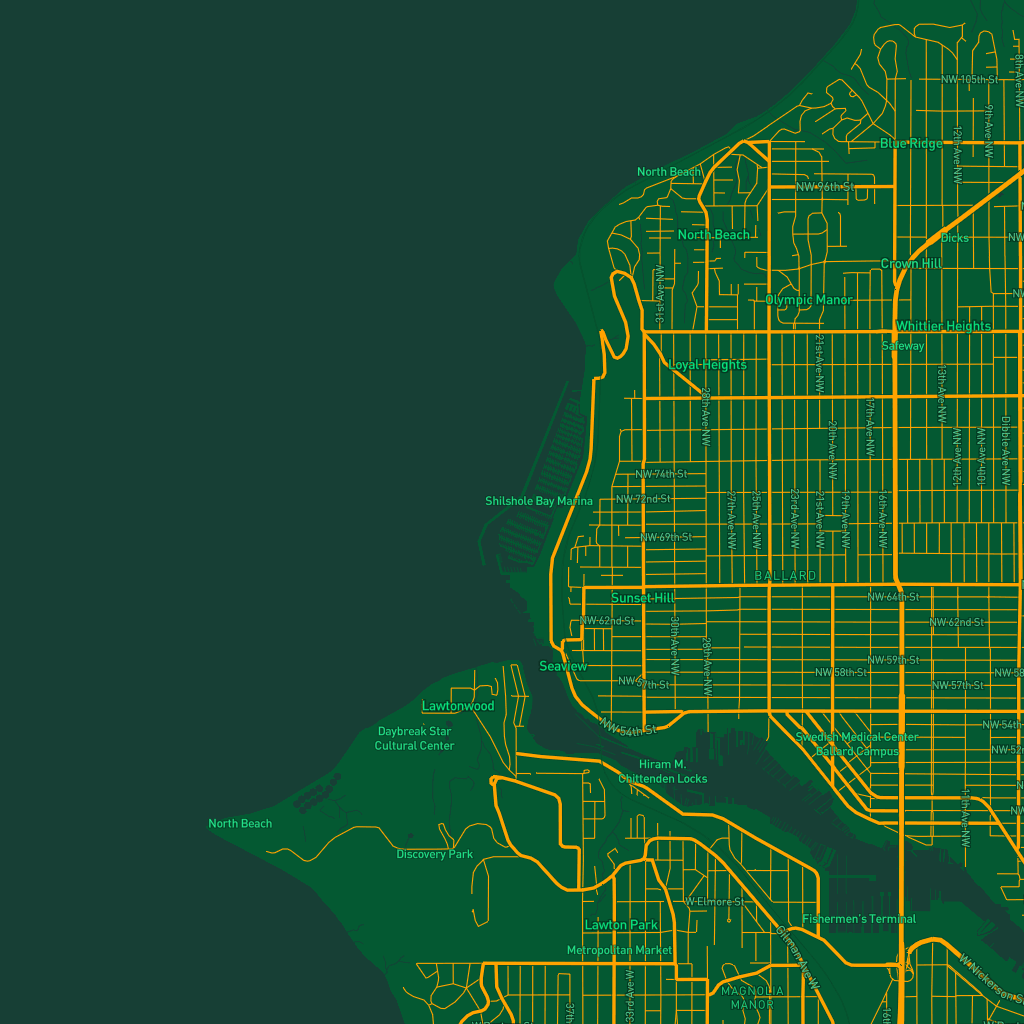 8th Ave NW
NW 105th St
9th Ave NW
12th Ave NW
Blue Ridge
North Beach
NW 96th St
North Beach
Dicks
NW
Crown Hill
31st Ave NW
NW
Olympic Manor
Whittier Heights
Safeway
21st Ave NW
Loyal Heights
13th Ave NW
28th Ave NW
17th Ave NW
20th Ave NW
Dibble Ave NW
12th Ave NW
10th Ave NW
NW 74th St
NW 72nd St
Shilshole Bay Marina
27th Ave NW
25th Ave NW
23rd Ave NW
21st Ave NW
19th Ave NW
16th Ave NW
NW 69th St
BALLARD
Sunset Hill
NW 64th St
NW 62nd St
NW 62nd St
30th Ave NW
28th Ave NW
NW 59th St
Seaview
NW 58th St
NW 58
NW 57th St
NW 57th St
Lawtonwood
NW 54th St
NW 54th
Daybreak Star
Cultural Center
Swedish Medical Center
Ballard Campus
NW 52n
Hiram M.
Chittenden Locks
NW
11th Ave NW
NW
North Beach
Discovery Park
W Elmore St
Lawton Park
Fishermen's Terminal
Gilman Ave W
Metropolitan Market
W Nickerson S
MAGNOLIA
MANOR
33rd Ave W
37th
16th